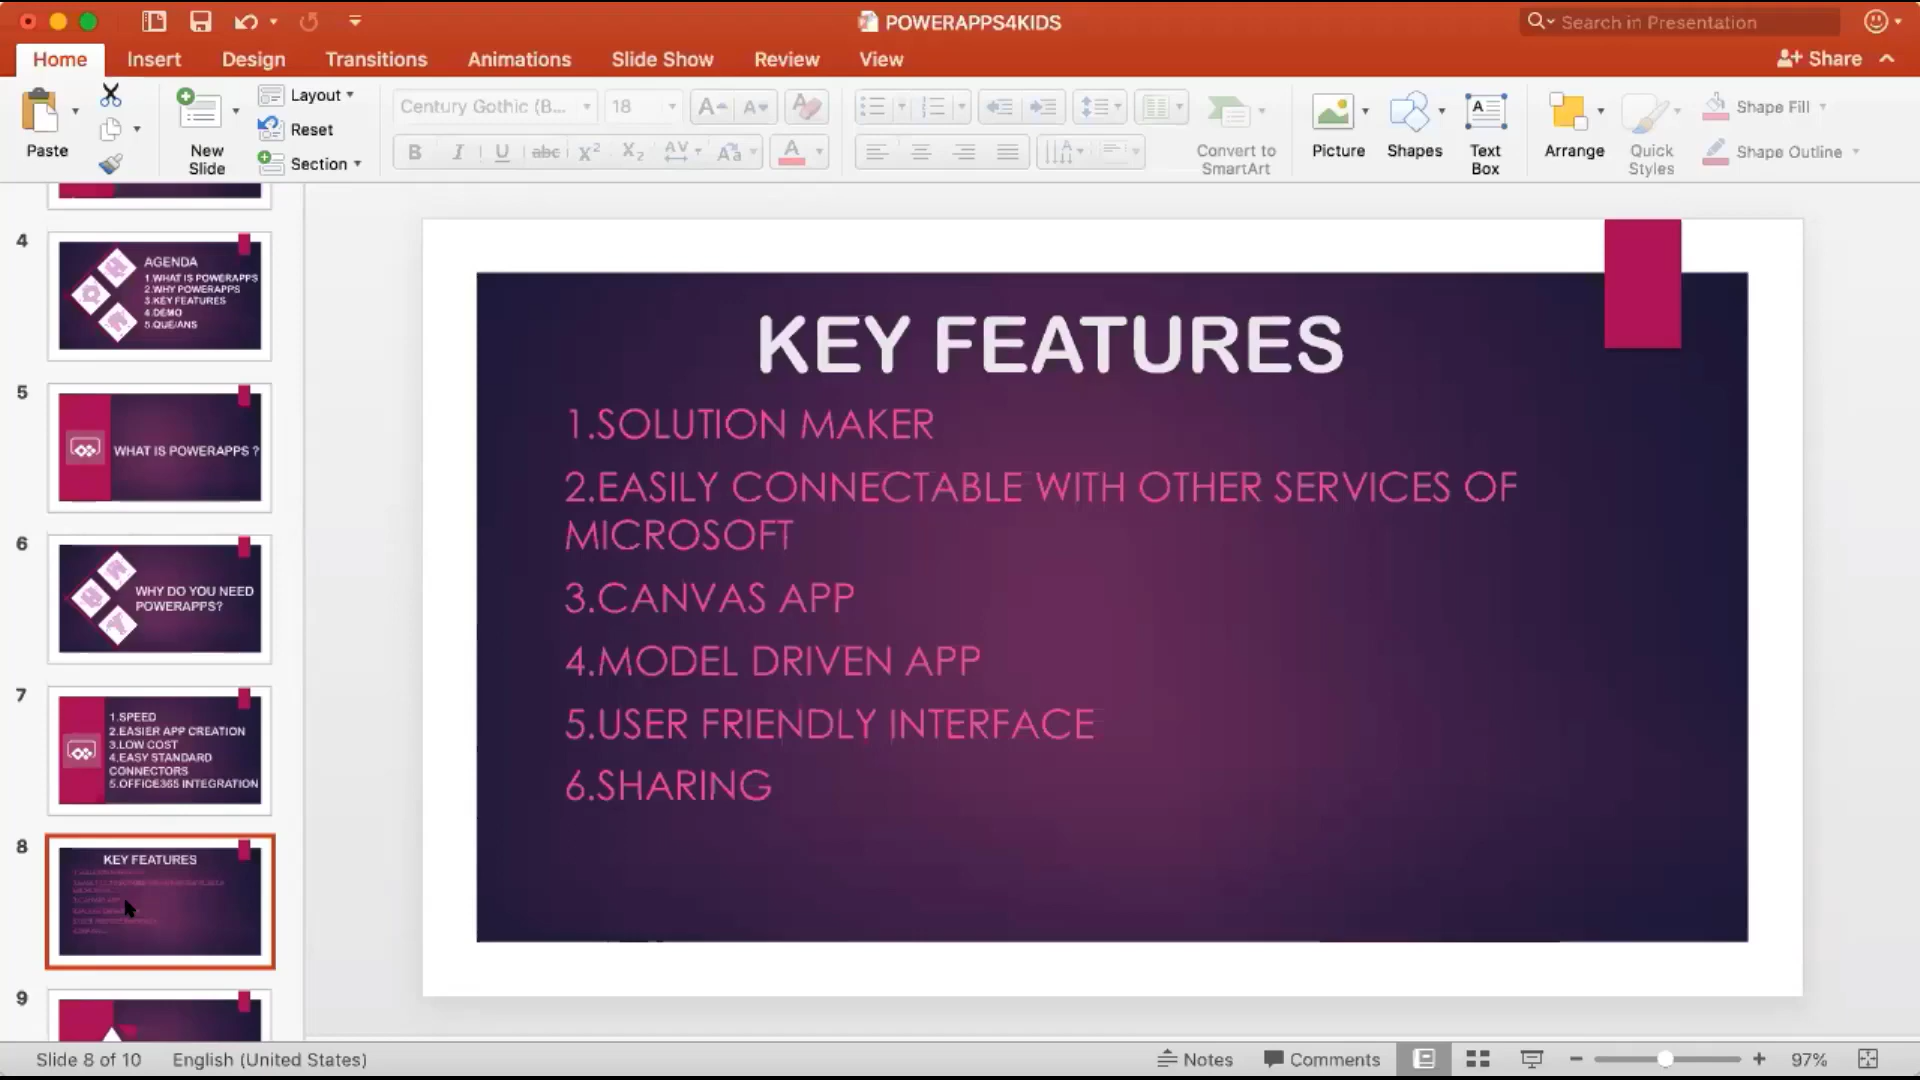 POWERAPPS4KIDS
Search in Presentation
Home Insert Design Transitions Animations Slide Show Review View
Share
Paste
New Slide
Layout
Reset
Section
Century Gothic (B... 18
B I U abc X² X₂ AV Aa A
Convert to SmartArt
Picture
Shapes
Text Box
Arrange
Quick Styles
Shape Fill
Shape Outline
4
AGENDA
1.WHAT IS POWERAPPS
2.WHY POWERAPPS
3.KEY FEATURES
4.DEMO
5.QUE/ANS
5
WHAT IS POWERAPPS ?
6
WHY DO YOU NEED
POWERAPPS?
7
1.SPEED
2.EASIER APP CREATION
3.LOW COST
4.EASY STANDARD
CONNECTORS
5.OFFICE365 INTEGRATION
8
KEY FEATURES
9
KEY FEATURES
1.SOLUTION MAKER
2.EASILY CONNECTABLE WITH OTHER SERVICES OF
MICROSOFT
3.CANVAS APP
4.MODEL DRIVEN APP
5.USER FRIENDLY INTERFACE
6.SHARING
Slide 8 of 10 English (United States)
Notes Comments 97%